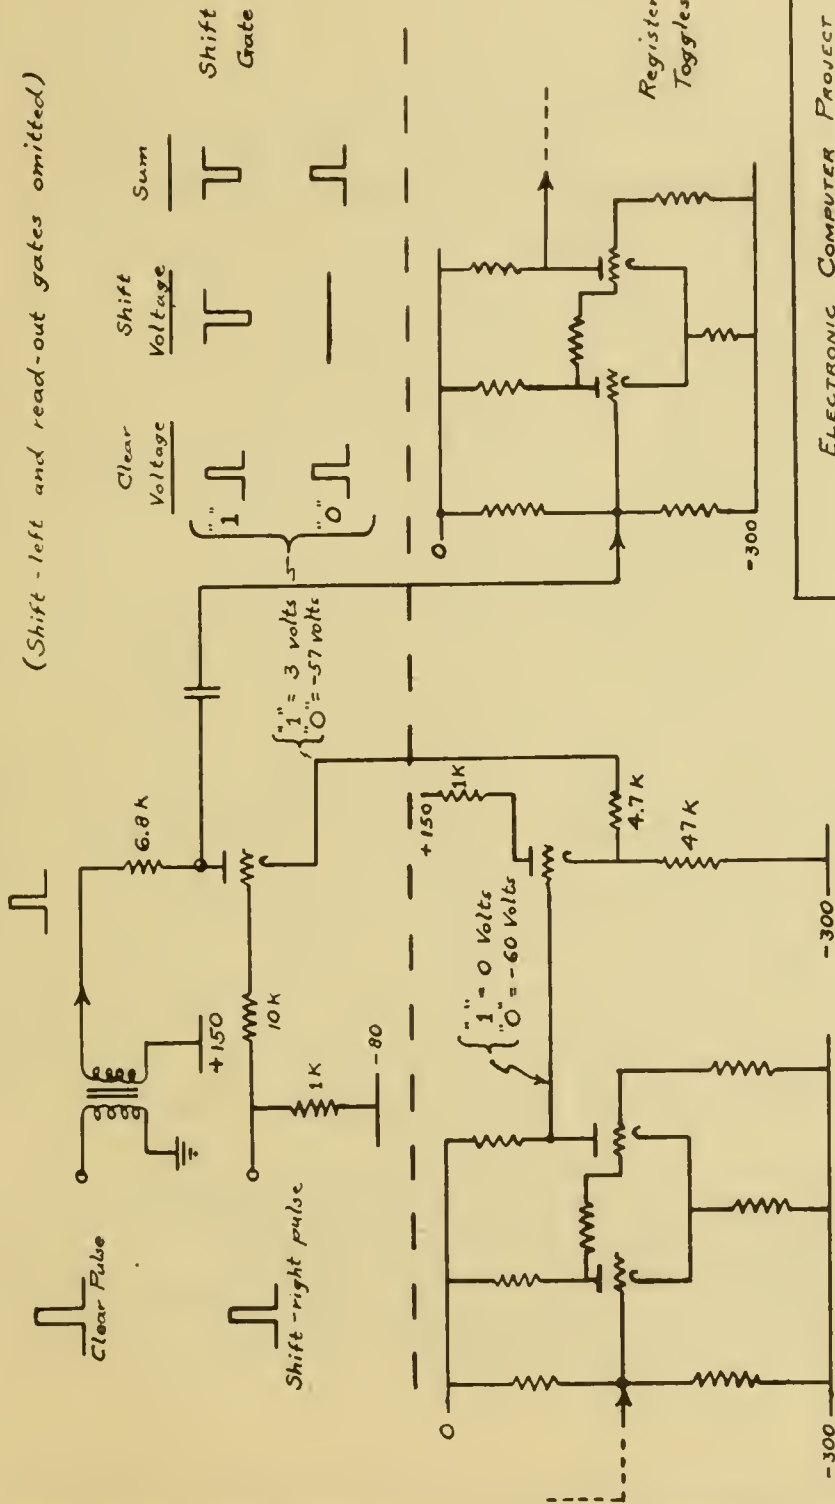 (Shift-left and read-out gates omitted)
Clear Pulse
6.8K
+150
Clear Voltage
Shift Voltage
Sum
"1"
"0"
Shift Gate
Shift-right pulse
10K
1K
-80
{"1" = 3 volts
"0" = -57 volts
+150
1K
4.7K
47K
-300
{"1" = 0 Volts
"0" = -60 Volts
0
-300
0
-300
Register Toggles
ELECTRONIC COMPUTER PROJECT